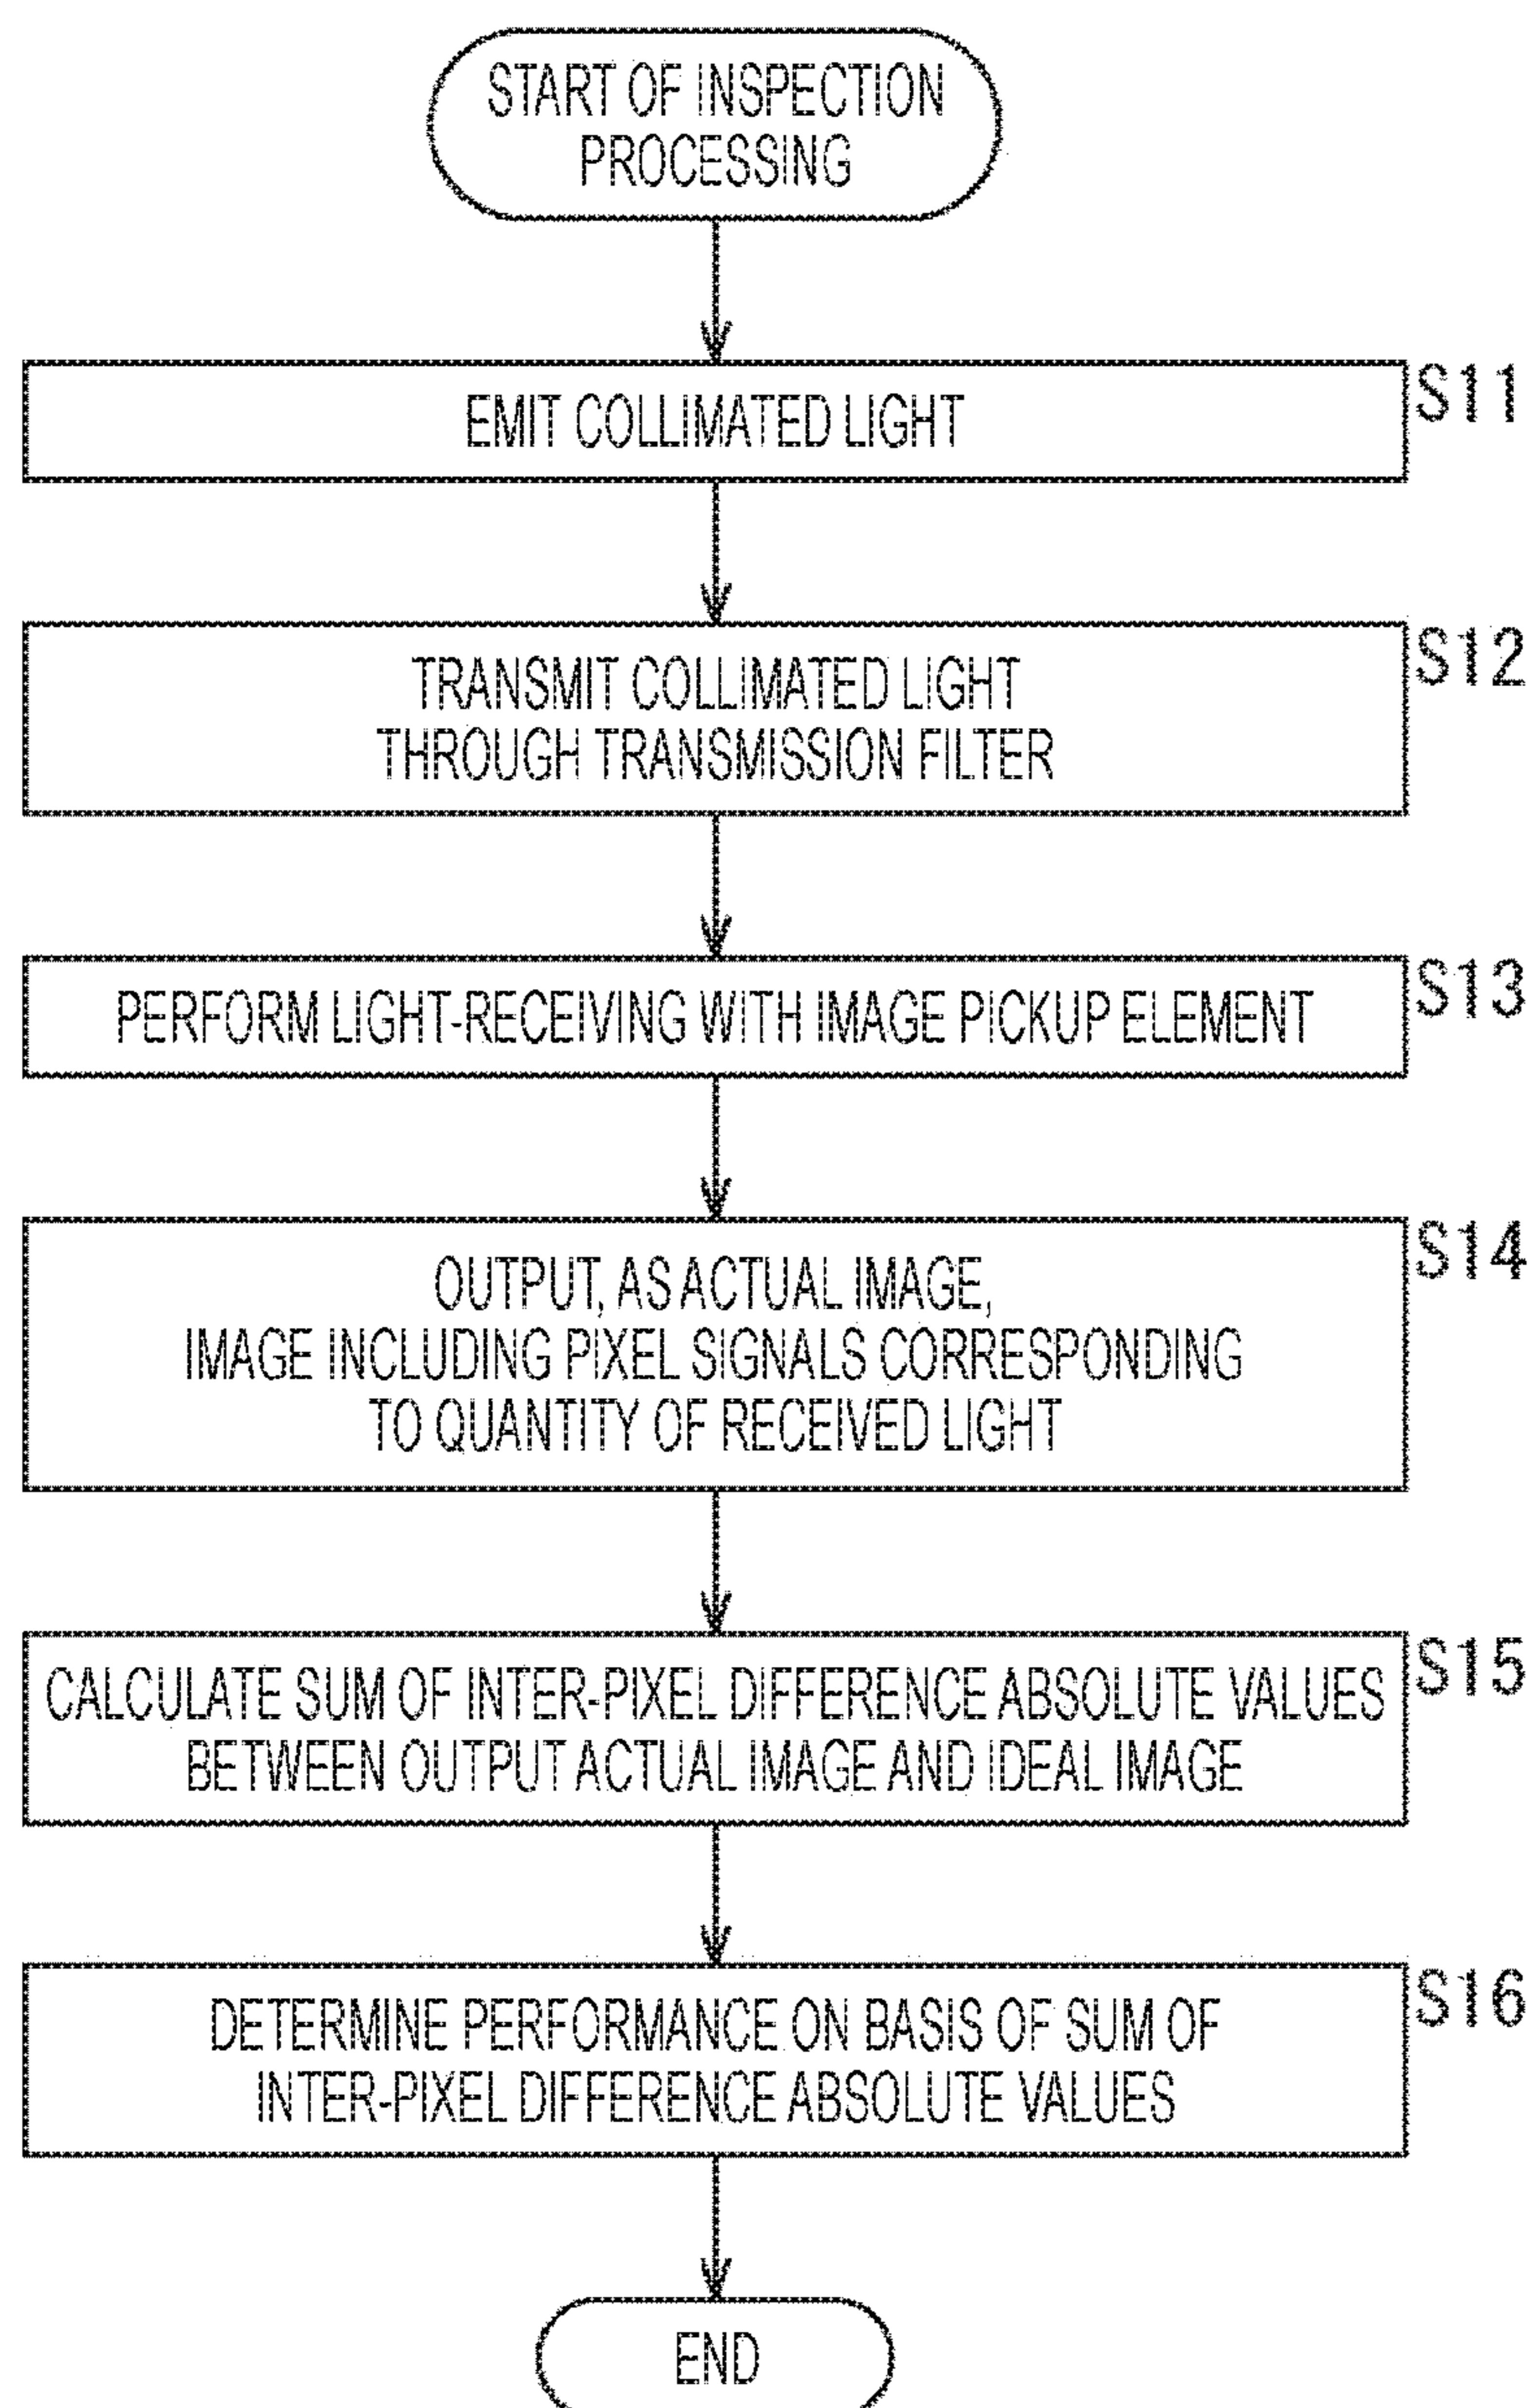 START OF INSPECTION
PROCESSING
EMIT COLLIMATED LIGHT
S11
TRANSMIT COLLIMATED LIGHT
THROUGH TRANSMISSION FILTER
S12
PERFORM LIGHT-RECEIVING WITH IMAGE PICKUP ELEMENT
S13
OUTPUT, AS ACTUAL IMAGE,
IMAGE INCLUDING PIXEL SIGNALS CORRESPONDING
TO QUANTITY OF RECEIVED LIGHT
S14
CALCULATE SUM OF INTER-PIXEL DIFFERENCE ABSOLUTE VALUES
BETWEEN OUTPUT ACTUAL IMAGE AND IDEAL IMAGE
S15
DETERMINE PERFORMANCE ON BASIS OF SUM OF
INTER-PIXEL DIFFERENCE ABSOLUTE VALUES
S16
END